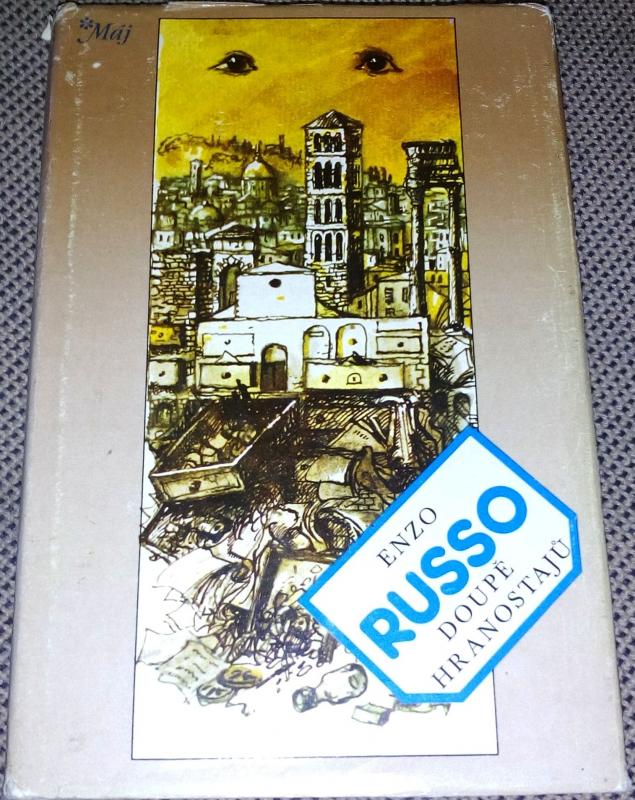 *Máj
ENZO
RUSSO
DOUPĚ
HRANOSTAJŮ